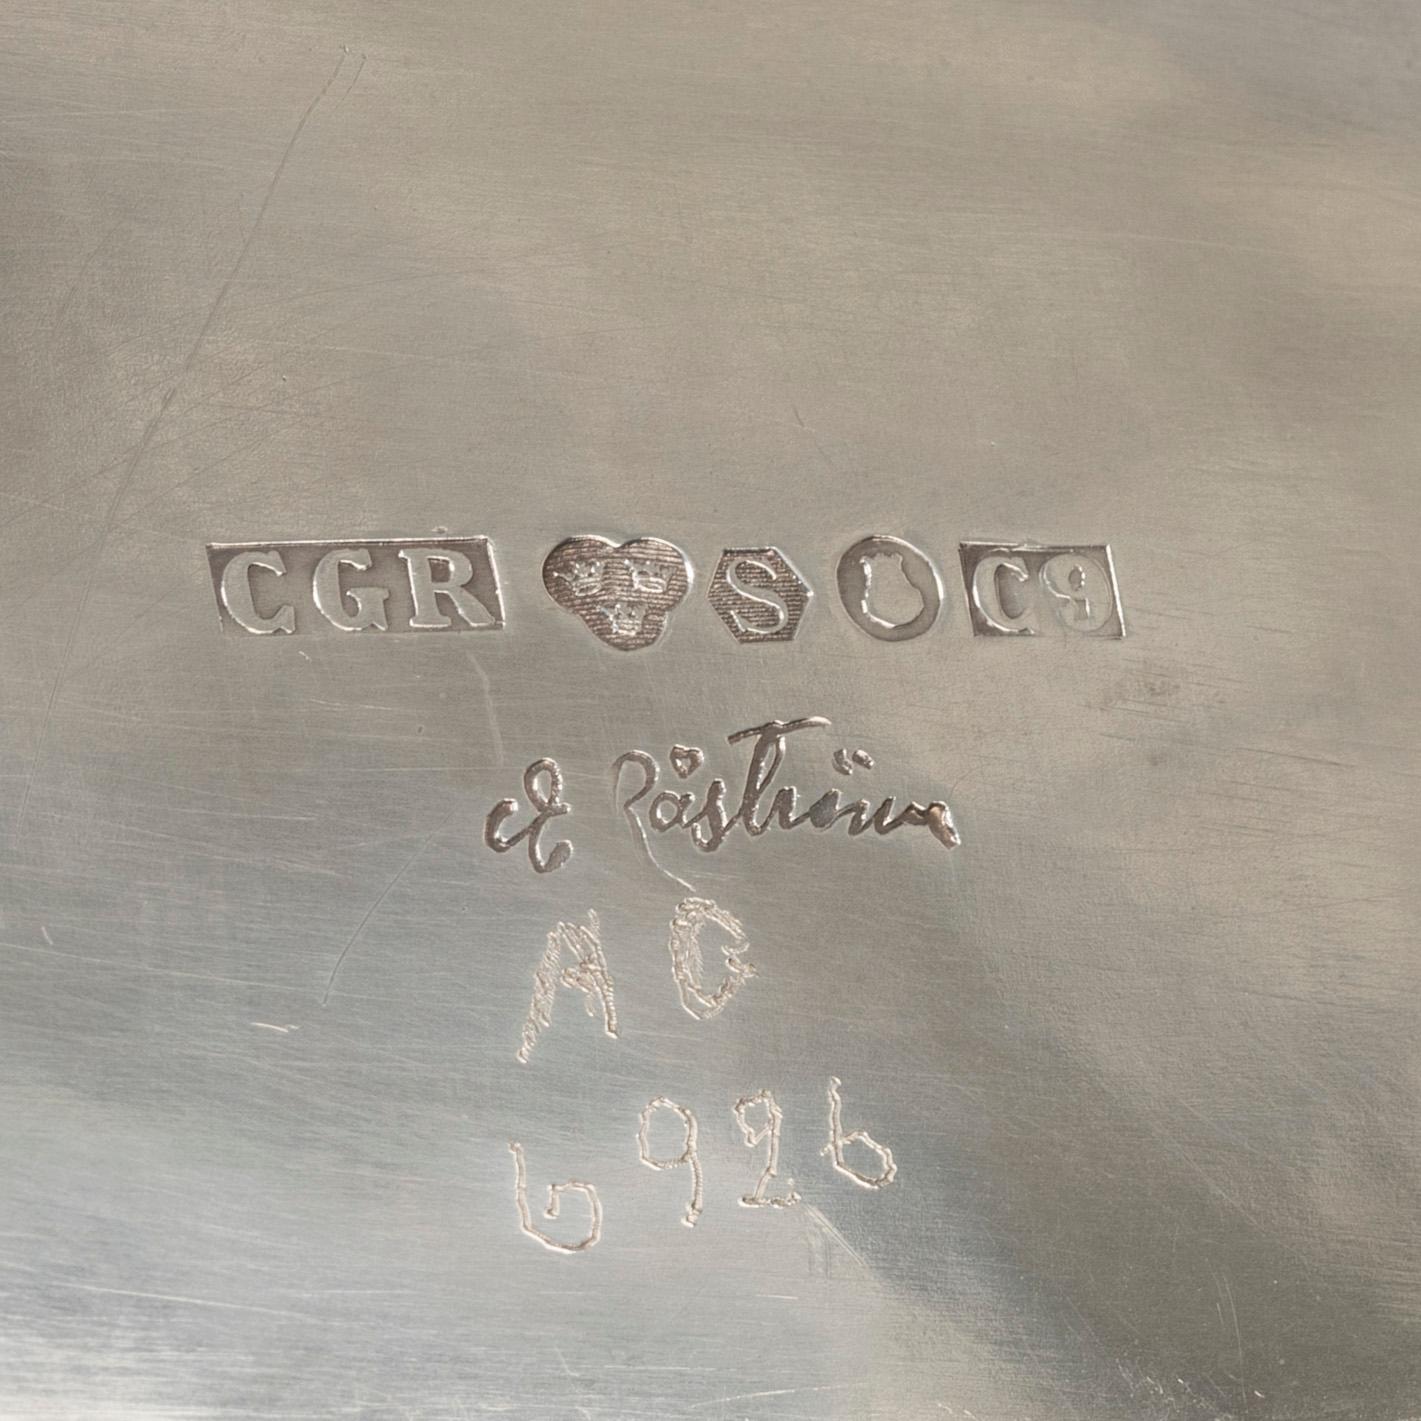 CGR S C9
C Råström
AG
6926